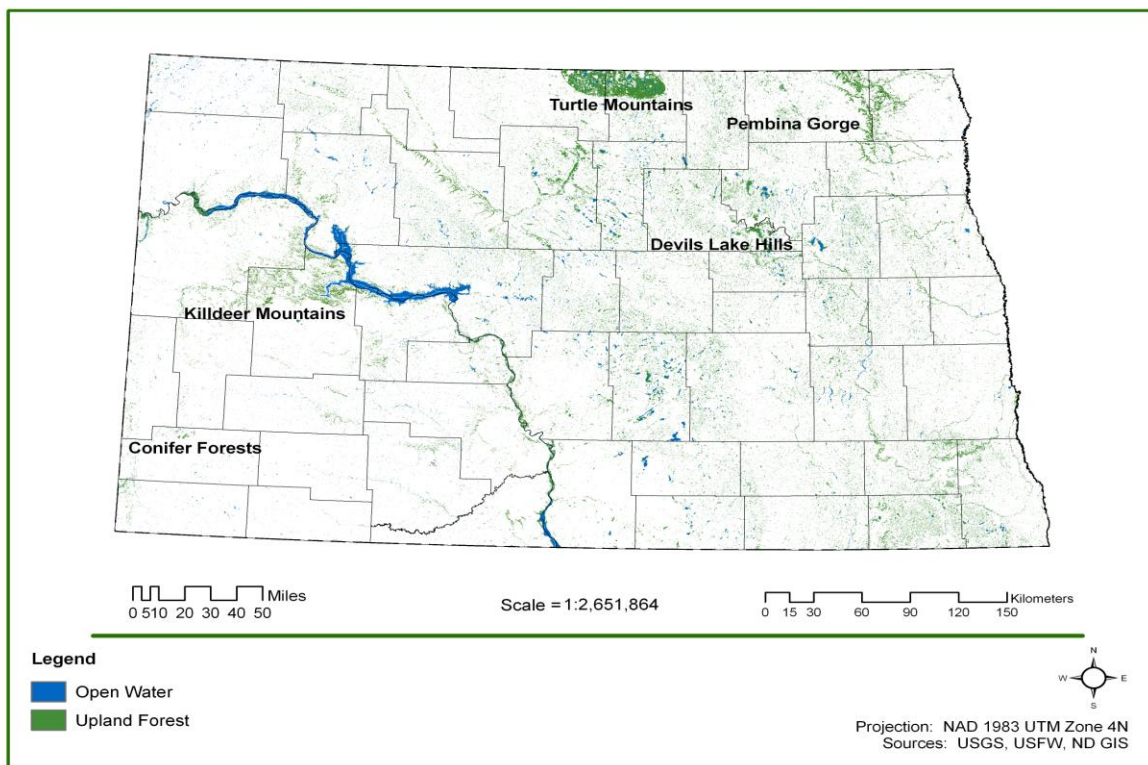 Turtle Mountains
Pembina Gorge
Devils Lake Hills
Killdeer Mountains
Conifer Forests
Miles
0 5 10 20 30 40 50
Scale = 1:2,651,864
Kilometers
0 15 30 60 90 120 150
Legend
Open Water
Upland Forest
N
W E
S
Projection: NAD 1983 UTM Zone 4N
Sources: USGS, USFW, ND GIS